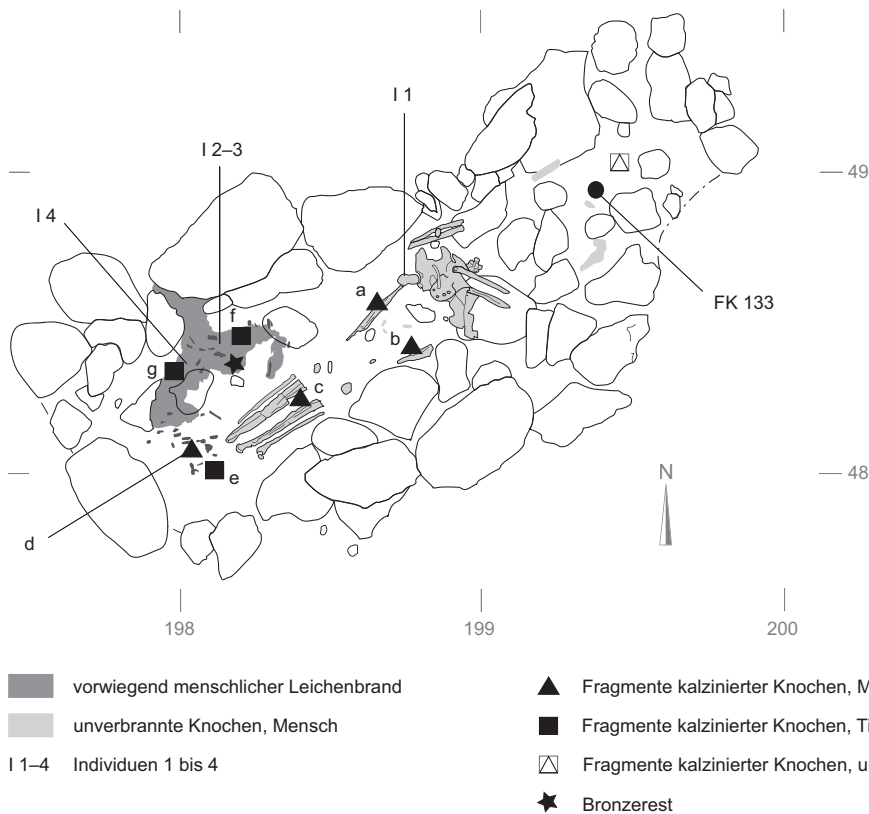 I 1
I 2–3
49
I 4
a
FK 133
f
b
g
c
48
N
e
d
198
199
200
vorwiegend menschlicher Leichenbrand
unverbrannte Knochen, Mensch
I 1–4 Individuen 1 bis 4
Fragmente kalzinierter Knochen, M
Fragmente kalzinierter Knochen, Ti
Fragmente kalzinierter Knochen, u
Bronzerest